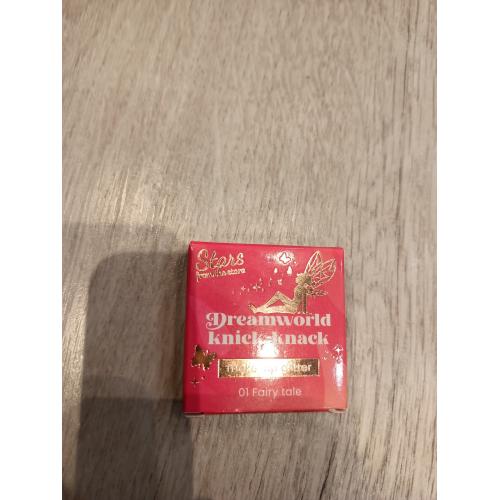 Stars
from the stars
Dreamworld
knick-knack
01 Fairy tale